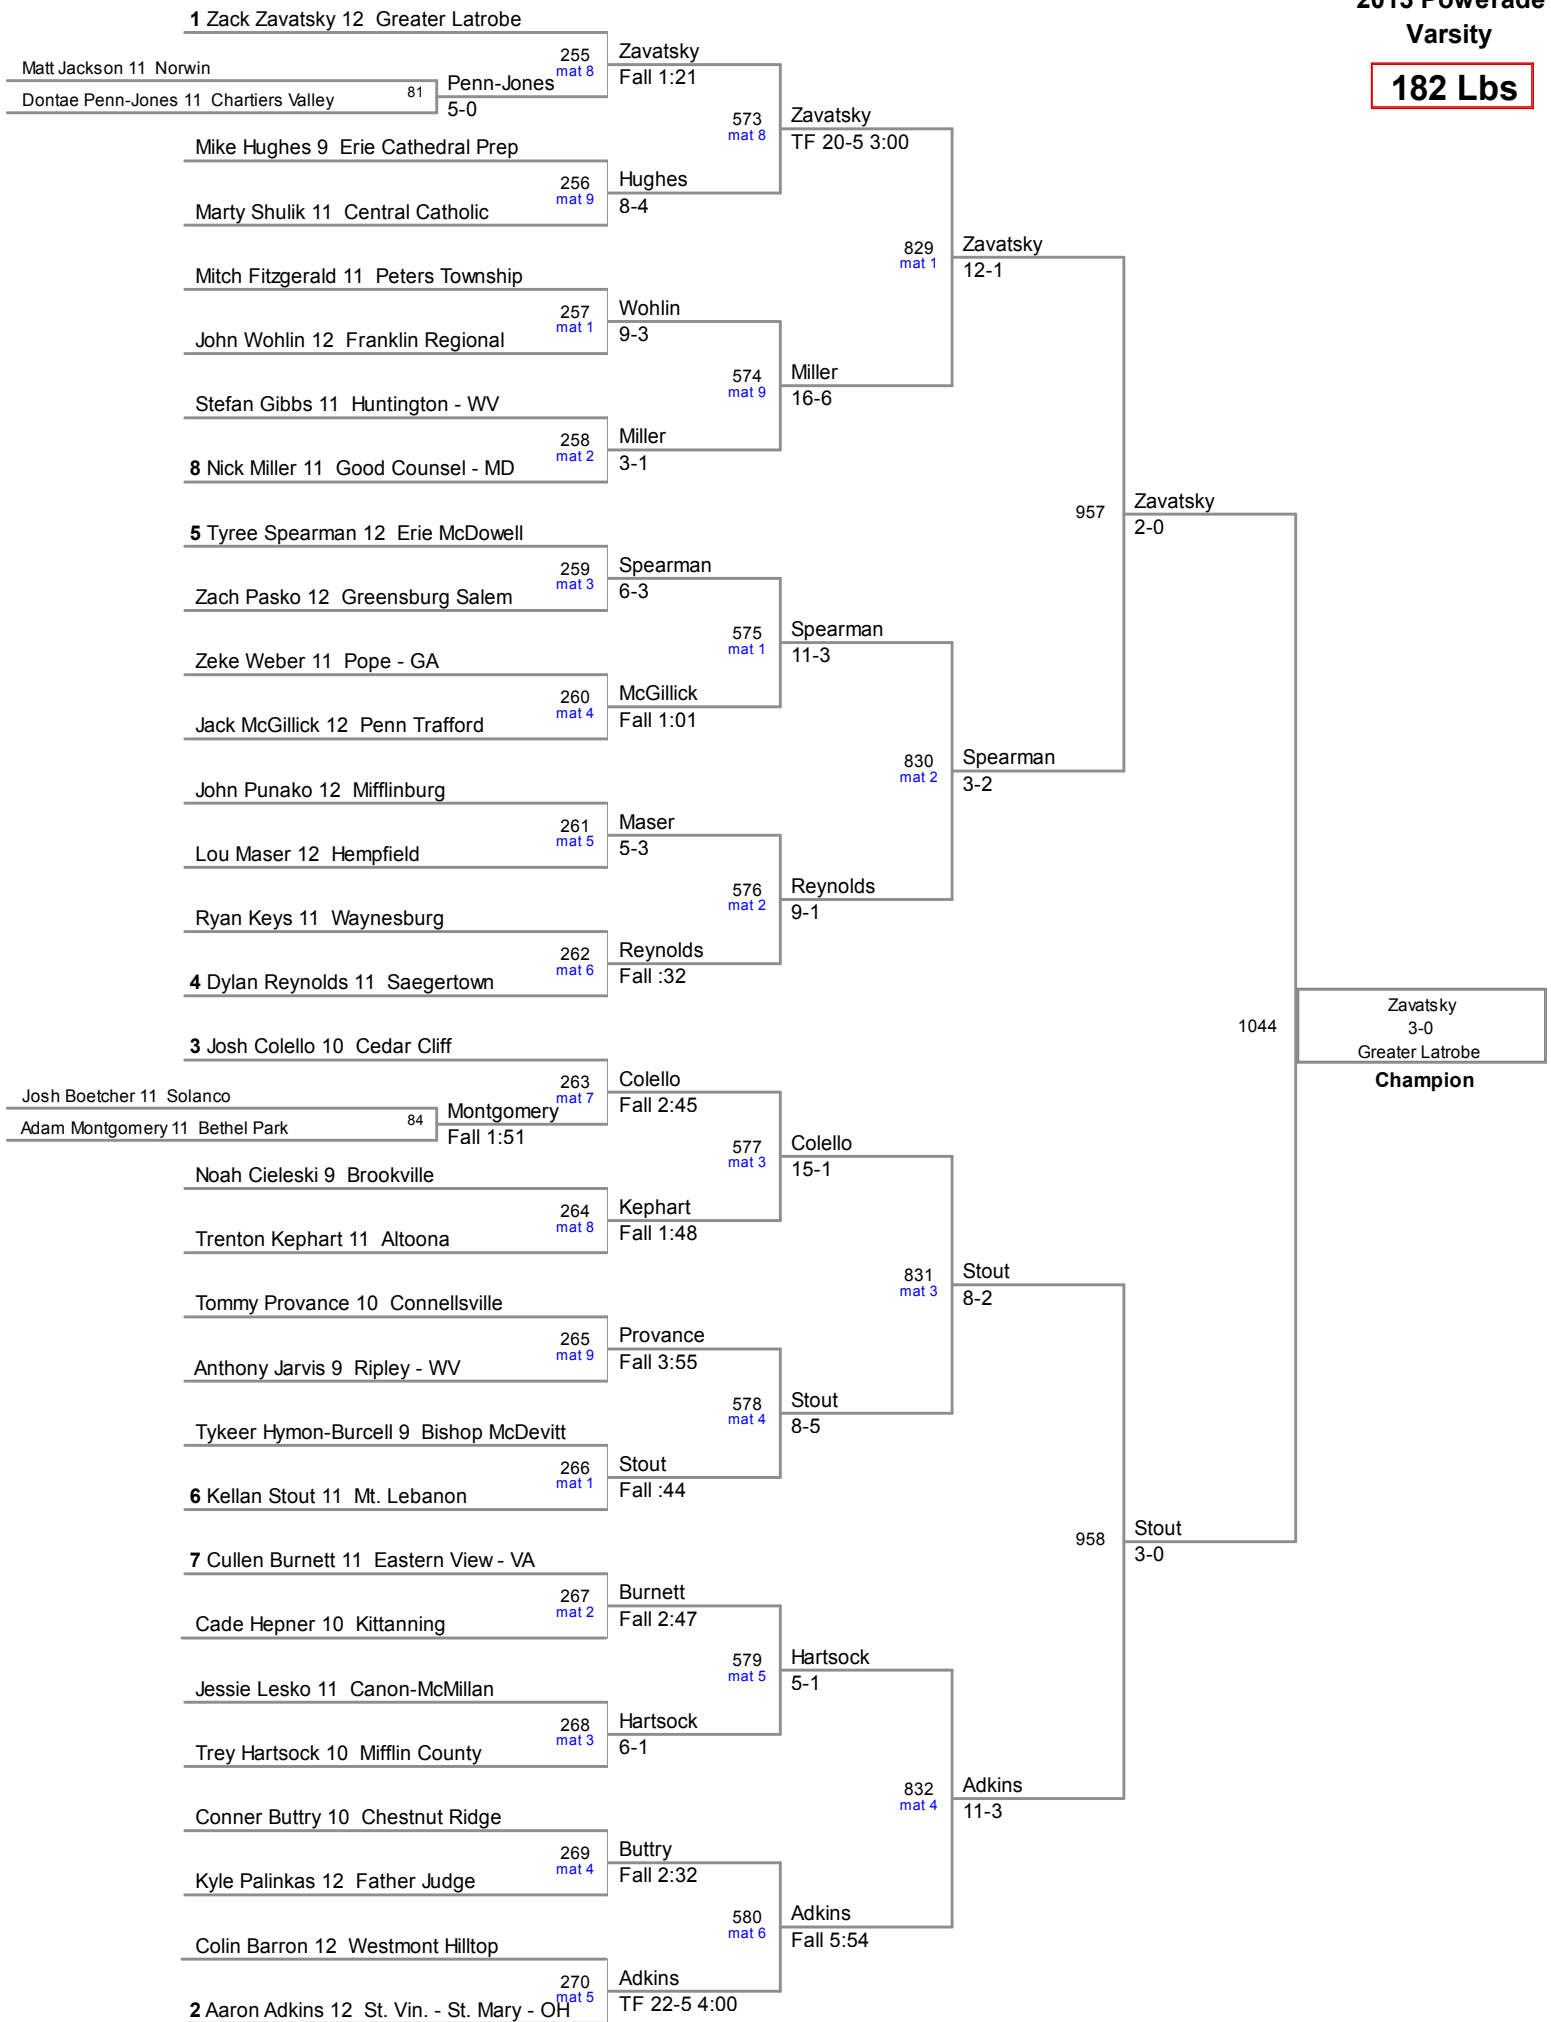 2013 Powerade
Varsity
182 Lbs
1 Zack Zavatsky 12 Greater Latrobe
255
mat 8
Zavatsky
Fall 1:21
Matt Jackson 11 Norwin
Dontae Penn-Jones 11 Chartiers Valley
81
Penn-Jones
5-0
573
mat 8
Zavatsky
TF 20-5 3:00
Mike Hughes 9 Erie Cathedral Prep
256
mat 9
Hughes
8-4
Marty Shulik 11 Central Catholic
829
mat 1
Zavatsky
12-1
Mitch Fitzgerald 11 Peters Township
257
mat 1
Wohlin
9-3
John Wohlin 12 Franklin Regional
574
mat 9
Miller
16-6
Stefan Gibbs 11 Huntington - WV
258
mat 2
Miller
3-1
8 Nick Miller 11 Good Counsel - MD
957
Zavatsky
2-0
5 Tyree Spearman 12 Erie McDowell
259
mat 3
Spearman
6-3
Zach Pasko 12 Greensburg Salem
575
mat 1
Spearman
11-3
Zeke Weber 11 Pope - GA
260
mat 4
McGillick
Fall 1:01
Jack McGillick 12 Penn Trafford
830
mat 2
Spearman
3-2
John Punako 12 Mifflinburg
261
mat 5
Maser
5-3
Lou Maser 12 Hempfield
576
mat 2
Reynolds
9-1
Ryan Keys 11 Waynesburg
262
mat 6
Reynolds
Fall :32
4 Dylan Reynolds 11 Saegertown
1044
Zavatsky
3-0
Greater Latrobe
Champion
3 Josh Colello 10 Cedar Cliff
263
mat 7
Colello
Fall 2:45
Josh Boetcher 11 Solanco
Adam Montgomery 11 Bethel Park
84
Montgomery
Fall 1:51
577
mat 3
Colello
15-1
Noah Cieleski 9 Brookville
264
mat 8
Kephart
Fall 1:48
Trenton Kephart 11 Altoona
831
mat 3
Stout
8-2
Tommy Provance 10 Connellsville
265
mat 9
Provance
Fall 3:55
Anthony Jarvis 9 Ripley - WV
578
mat 4
Stout
8-5
Tykeer Hymon-Burcell 9 Bishop McDevitt
266
mat 1
Stout
Fall :44
6 Kellan Stout 11 Mt. Lebanon
958
Stout
3-0
7 Cullen Burnett 11 Eastern View - VA
267
mat 2
Burnett
Fall 2:47
Cade Hepner 10 Kittanning
579
mat 5
Hartsock
5-1
Jessie Lesko 11 Canon-McMillan
268
mat 3
Hartsock
6-1
Trey Hartsock 10 Mifflin County
832
mat 4
Adkins
11-3
Conner Buttry 10 Chestnut Ridge
269
mat 4
Buttry
Fall 2:32
Kyle Palinkas 12 Father Judge
580
mat 6
Adkins
Fall 5:54
Colin Barron 12 Westmont Hilltop
270
mat 5
Adkins
TF 22-5 4:00
2 Aaron Adkins 12 St. Vin. - St. Mary - OH